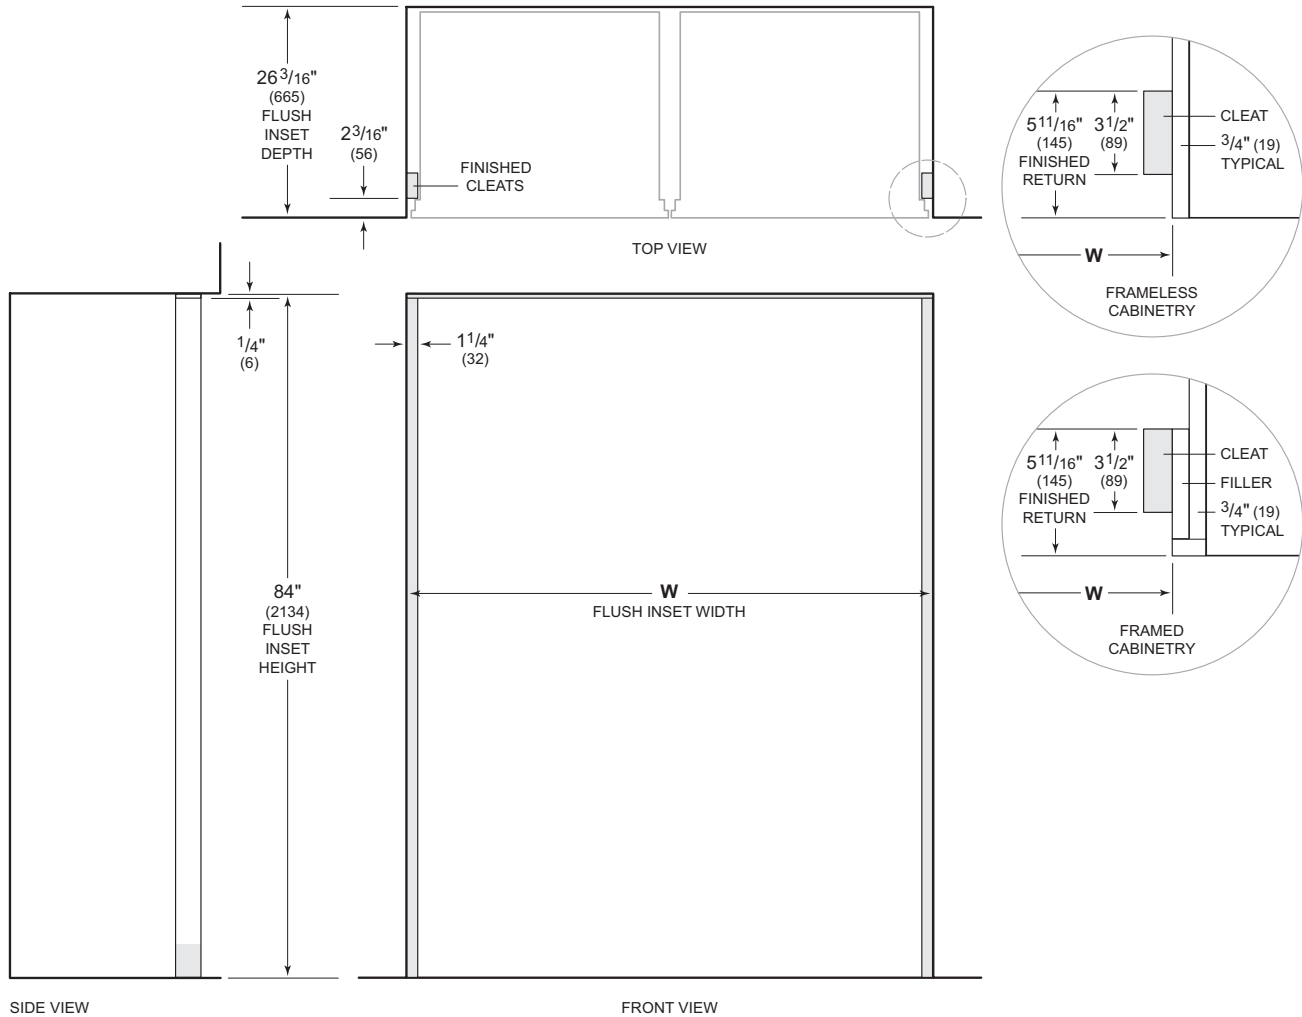 26 3/16"
(665)
FLUSH
INSET
DEPTH
2 3/16"
(56)
FINISHED
CLEATS
TOP VIEW
5 11/16"
(145)
FINISHED
RETURN
3 1/2"
(89)
CLEAT
3/4" (19)
TYPICAL
W
FRAMELESS
CABINETRY
1/4"
(6)
1 1/4"
(32)
84"
(2134)
FLUSH
INSET
HEIGHT
W
FLUSH INSET WIDTH
5 11/16"
(145)
FINISHED
RETURN
3 1/2"
(89)
CLEAT
FILLER
3/4" (19)
TYPICAL
W
FRAMED
CABINETRY
SIDE VIEW
FRONT VIEW